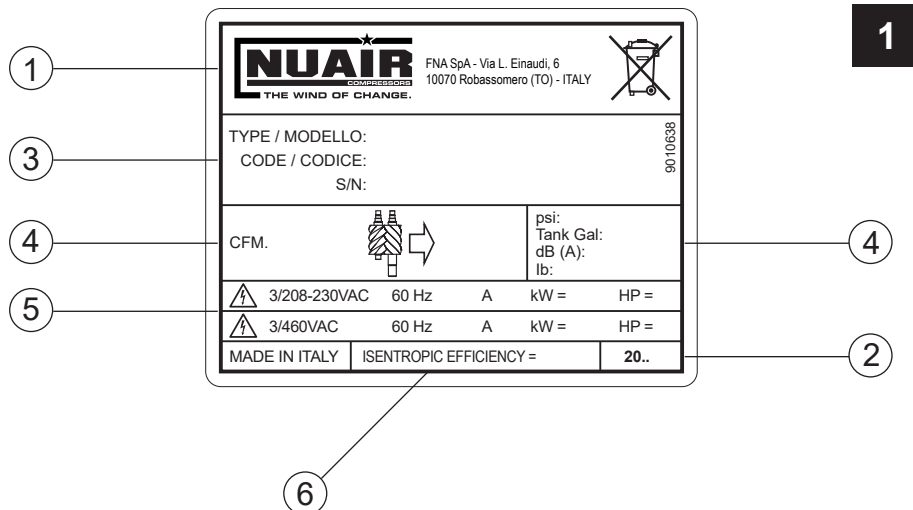 1
1
NUAIR
COMPRESSORS
THE WIND OF CHANGE.
FNA SpA - Via L. Einaudi, 6
10070 Robassomero (TO) - ITALY
3
TYPE / MODELLO:
CODE / CODICE:
S/N:
9010638
4
CFM.
psi:
Tank Gal:
dB (A):
lb:
4
5
3/208-230VAC 60 Hz A kW = HP =
3/460VAC 60 Hz A kW = HP =
MADE IN ITALY ISENTROPIC EFFICIENCY = 20..
2
6